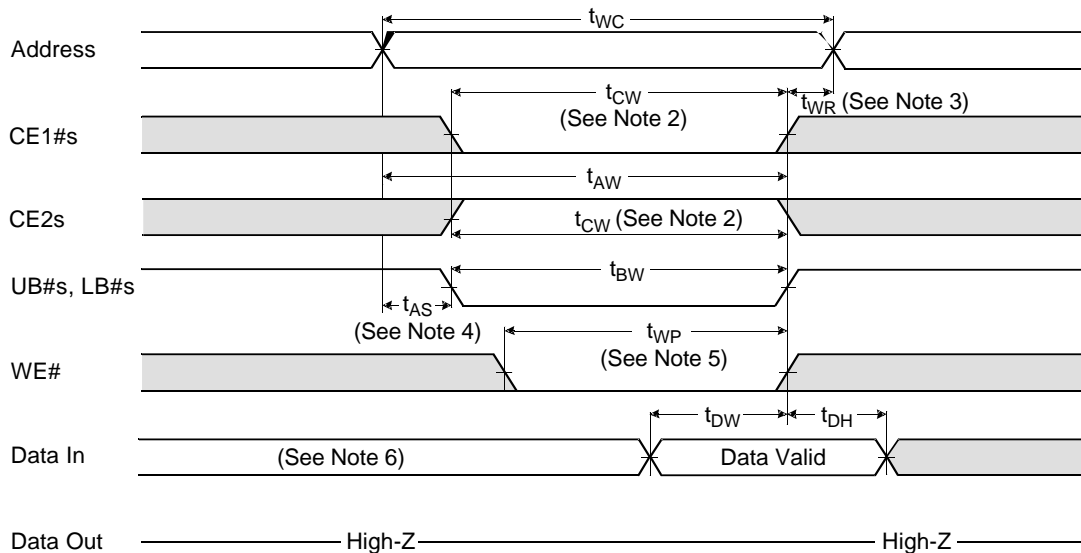 tWC
Address
tCW
(See Note 2)
tWR (See Note 3)
CE1#s
tAW
CE2s
tCW (See Note 2)
tBW
UB#s, LB#s
tAS
(See Note 4)
tWP
(See Note 5)
WE#
tDW
tDH
Data In
(See Note 6)
Data Valid
Data Out
High-Z
High-Z